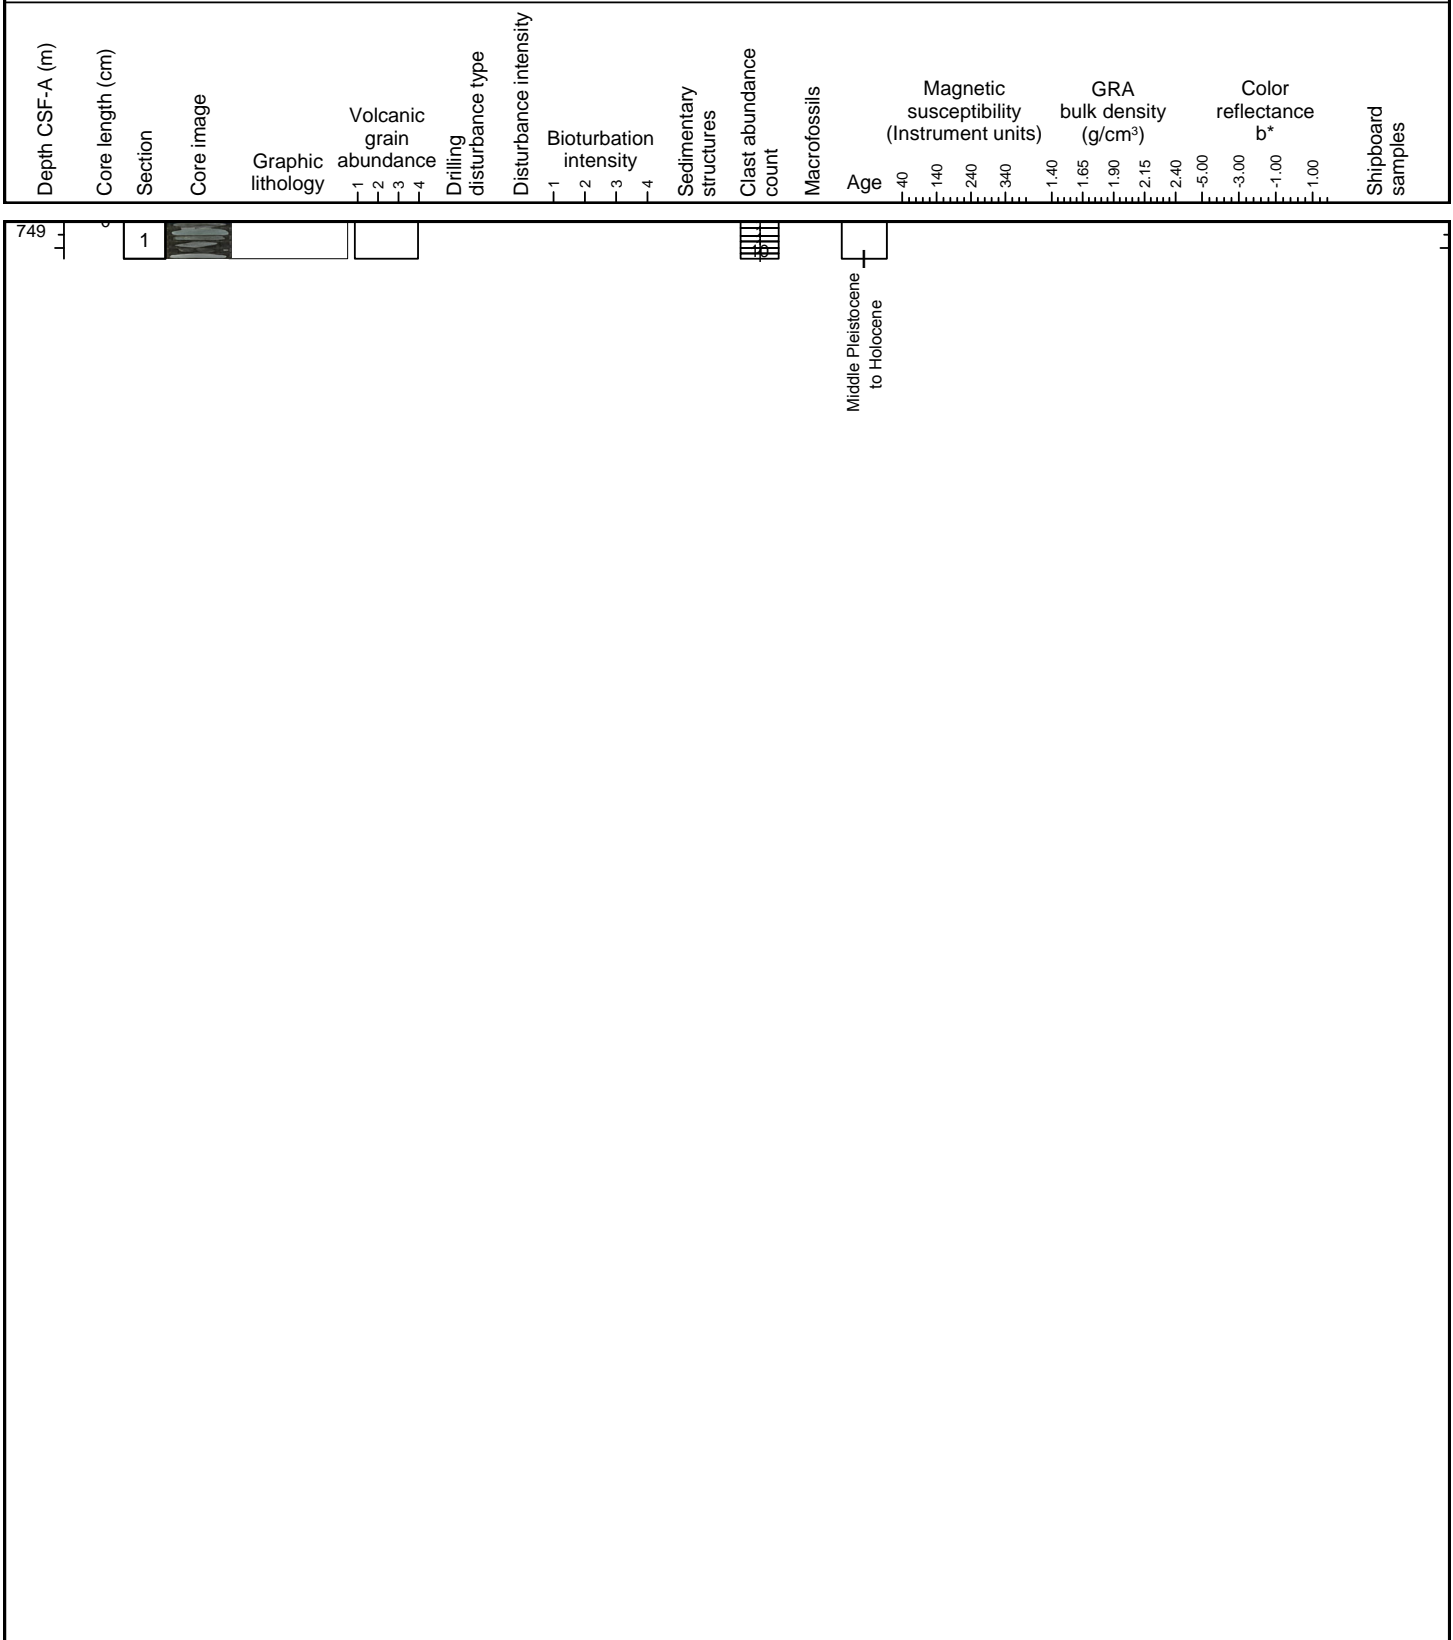 Depth CSF-A (m)
Core length (cm)
Section
Core image
Graphic
lithology
Volcanic
grain
abundance
1
2
3
4
Drilling
disturbance type
Disturbance intensity
Bioturbation
intensity
1
2
3
4
Sedimentary
structures
Clast abundance
count
Macrofossils
Age
Magnetic
susceptibility
(Instrument units)
40
140
240
340
GRA
bulk density
(g/cm³)
1.40
1.65
1.90
2.15
2.40
Color
reflectance
b*
-5.00
-3.00
-1.00
1.00
Shipboard
samples
749
1
Middle Pleistocene
to Holocene